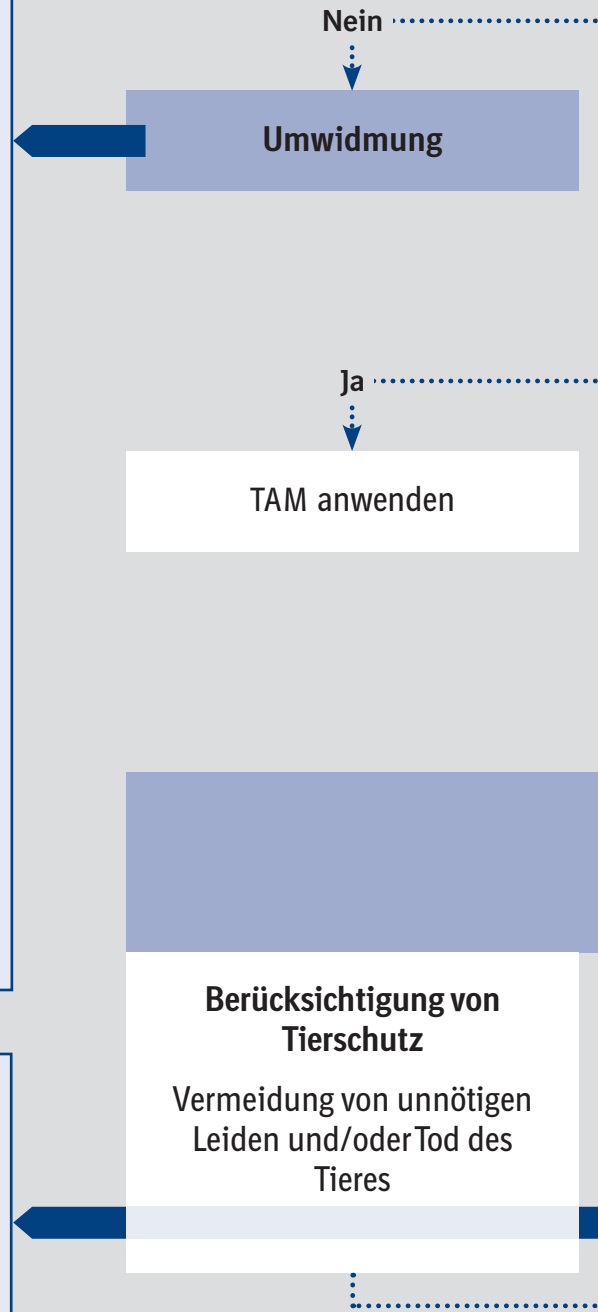 Nein
Umwidmung
Ja
TAM anwenden
Berücksichtigung von
Tierschutz
Vermeidung von unnötigen
Leiden und/oder Tod des
Tieres